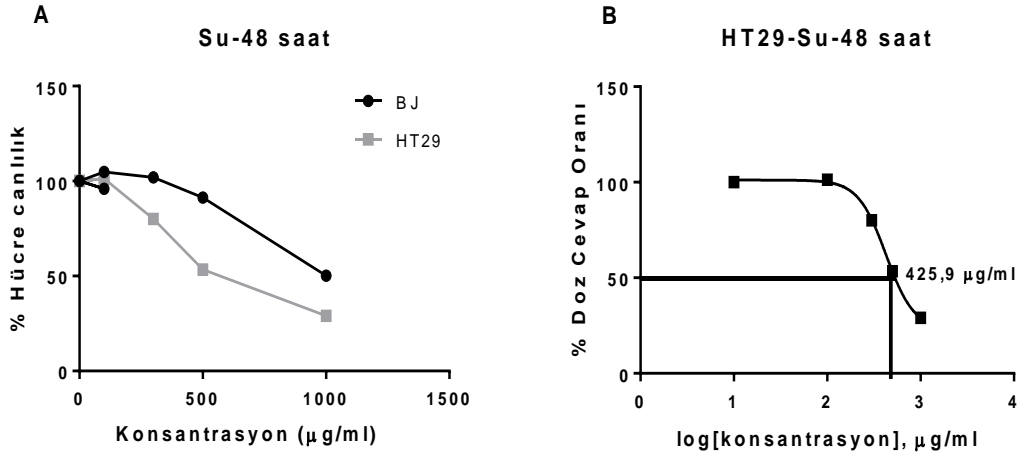 A
Su-48 saat
150
100
50
0
% Hücre canlılık
BJ
HT29
0 500 1000 1500
Konsantrasyon (µg/ml)
B
HT29-Su-48 saat
150
100
50
0
% Doz Cevap Oranı
425,9 µg/ml
0 1 2 3 4
log[konsantrasyon], µg/ml